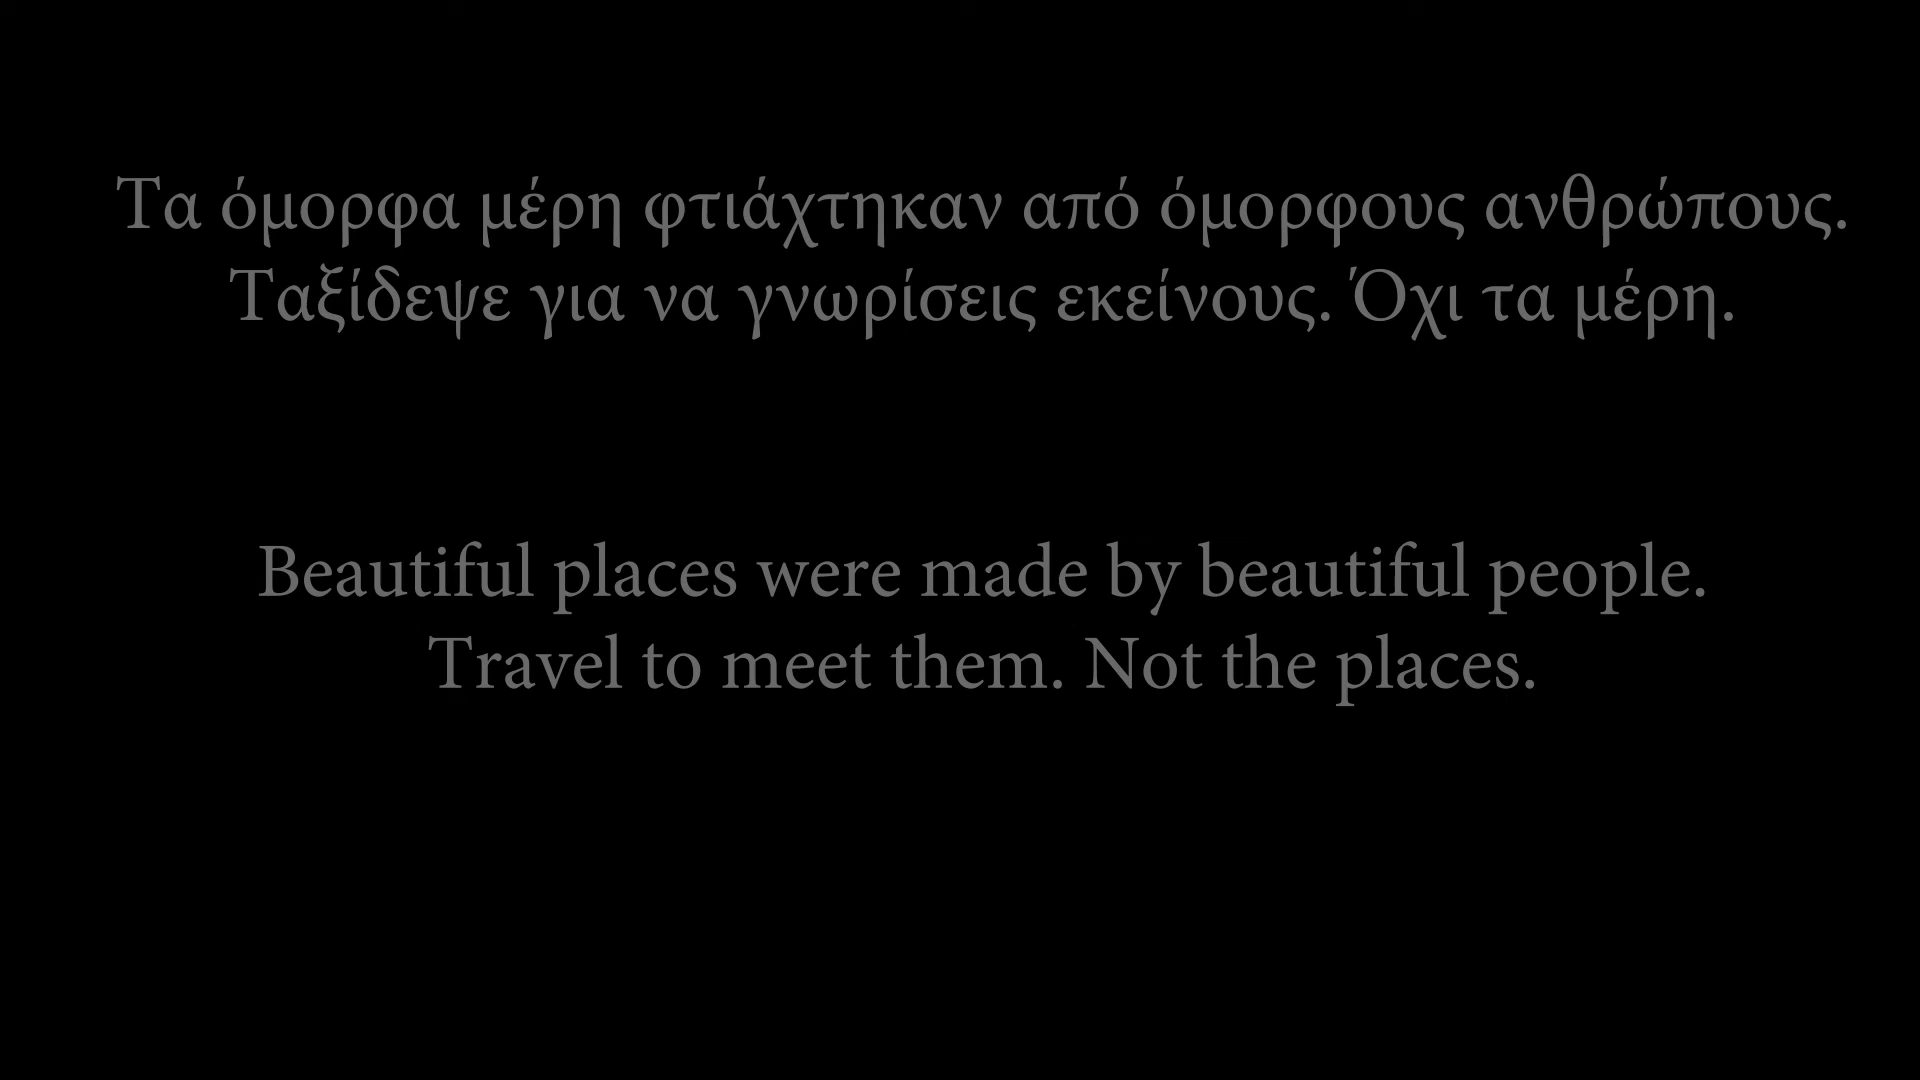 Τα όμορφα μέρη φτιάχτηκαν από όμορφους ανθρώπους.
Ταξίδεψε για να γνωρίσεις εκείνους. Όχι τα μέρη.
Beautiful places were made by beautiful people.
Travel to meet them. Not the places.